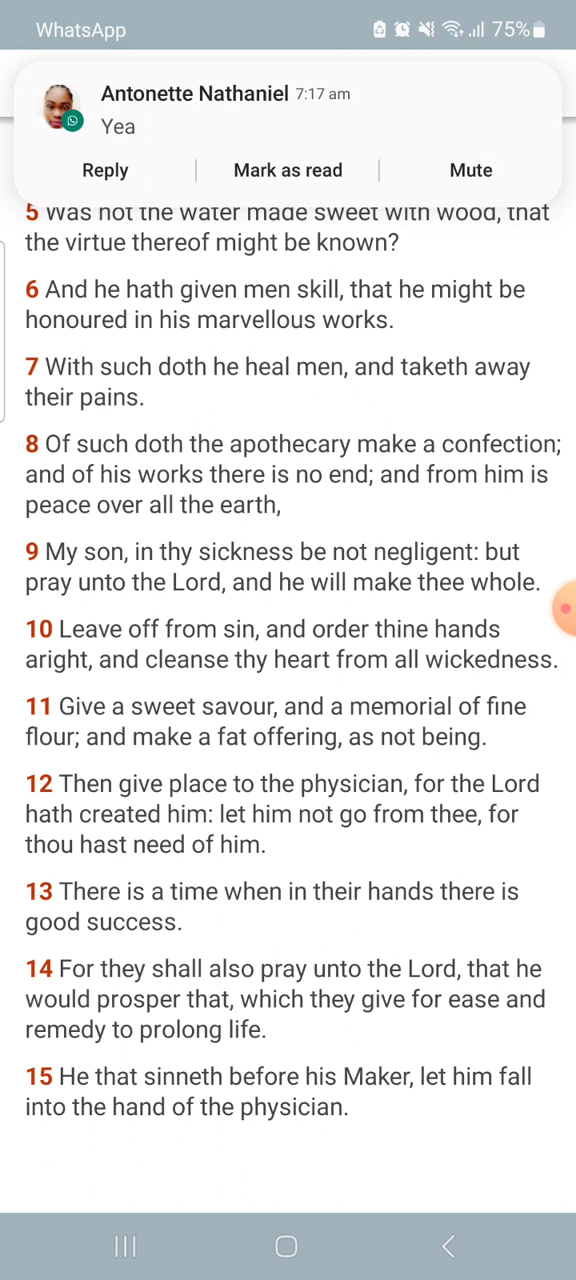 WhatsApp
75%
Antonette Nathaniel 7:17 am
Yea
Reply
Mark as read
Mute
5 Was not the water made sweet with wood, that
the virtue thereof might be known?
6 And he hath given men skill, that he might be
honoured in his marvellous works.
7 With such doth he heal men, and taketh away
their pains.
8 Of such doth the apothecary make a confection;
and of his works there is no end; and from him is
peace over all the earth,
9 My son, in thy sickness be not negligent: but
pray unto the Lord, and he will make thee whole.
10 Leave off from sin, and order thine hands
aright, and cleanse thy heart from all wickedness.
11 Give a sweet savour, and a memorial of fine
flour; and make a fat offering, as not being.
12 Then give place to the physician, for the Lord
hath created him: let him not go from thee, for
thou hast need of him.
13 There is a time when in their hands there is
good success.
14 For they shall also pray unto the Lord, that he
would prosper that, which they give for ease and
remedy to prolong life.
15 He that sinneth before his Maker, let him fall
into the hand of the physician.